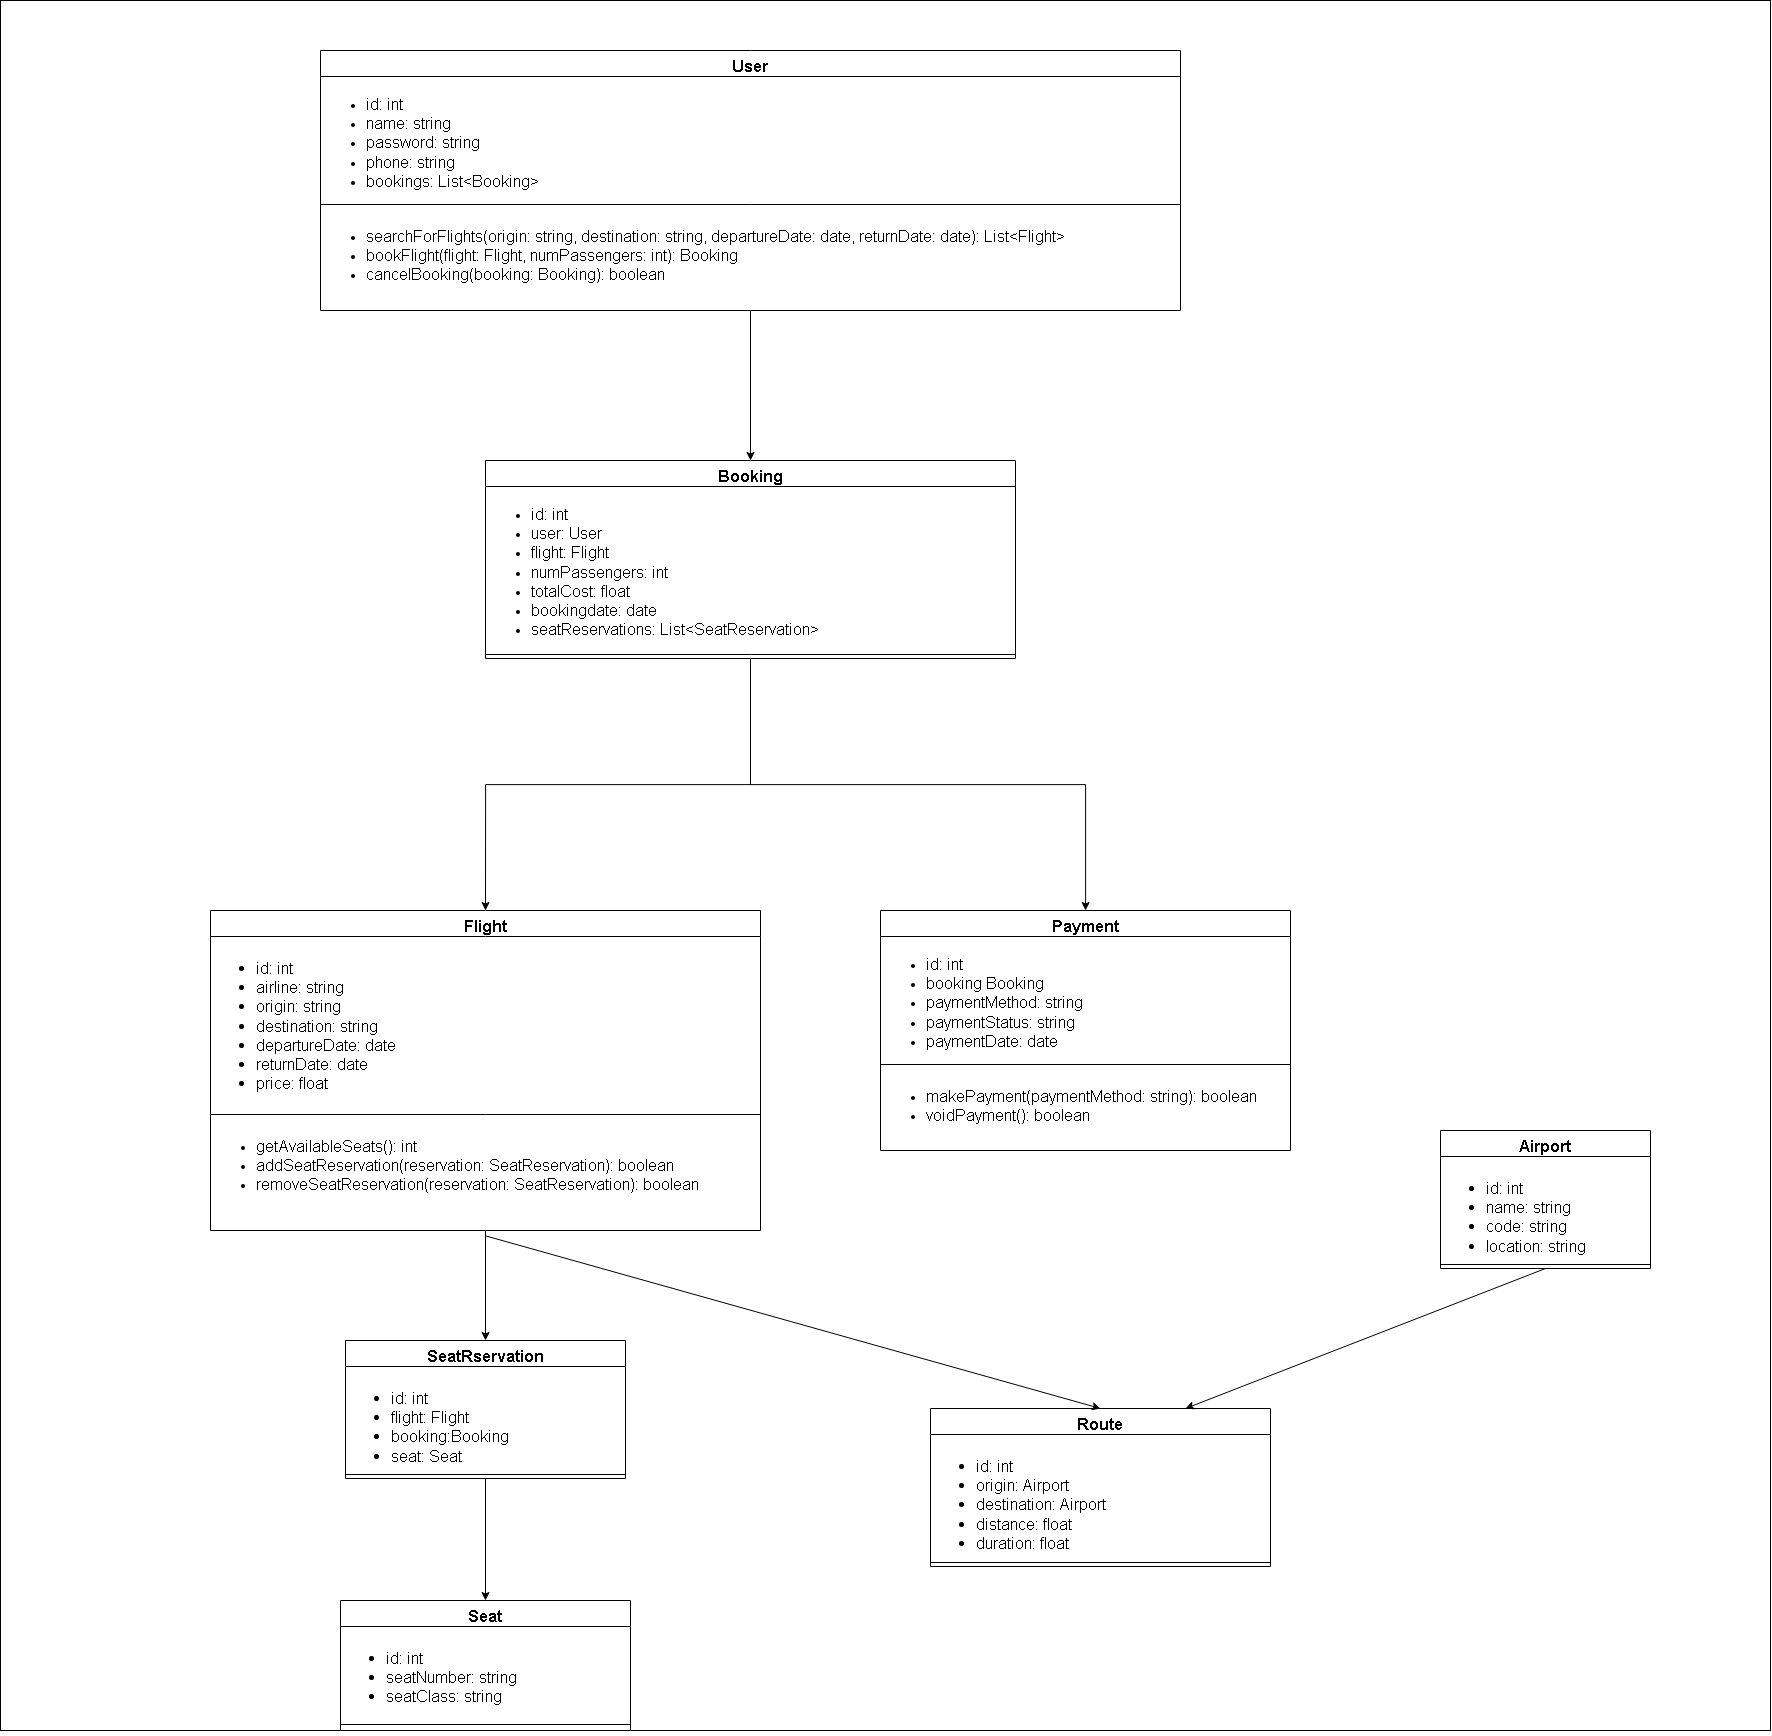 User
id: int
name: string
password: string
phone: string
bookings: List<Booking>
searchForFlights(origin: string, destination: string, departureDate: date, returnDate: date): List<Flight>
bookFlight(flight: Flight, numPassengers: int): Booking
cancelBooking(booking: Booking): boolean
Booking
id: int
user: User
flight: Flight
numPassengers: int
totalCost: float
bookingdate: date
seatReservations: List<SeatReservation>
Flight
id: int
airline: string
origin: string
destination: string
departureDate: date
returnDate: date
price: float
getAvailableSeats(): int
addSeatReservation(reservation: SeatReservation): boolean
removeSeatReservation(reservation: SeatReservation): boolean
Payment
id: int
booking Booking
paymentMethod: string
paymentStatus: string
paymentDate: date
makePayment(paymentMethod: string): boolean
voidPayment(): boolean
Airport
id: int
name: string
code: string
location: string
SeatRservation
id: int
flight: Flight
booking:Booking
seat: Seat
Route
id: int
origin: Airport
destination: Airport
distance: float
duration: float
Seat
id: int
seatNumber: string
seatClass: string